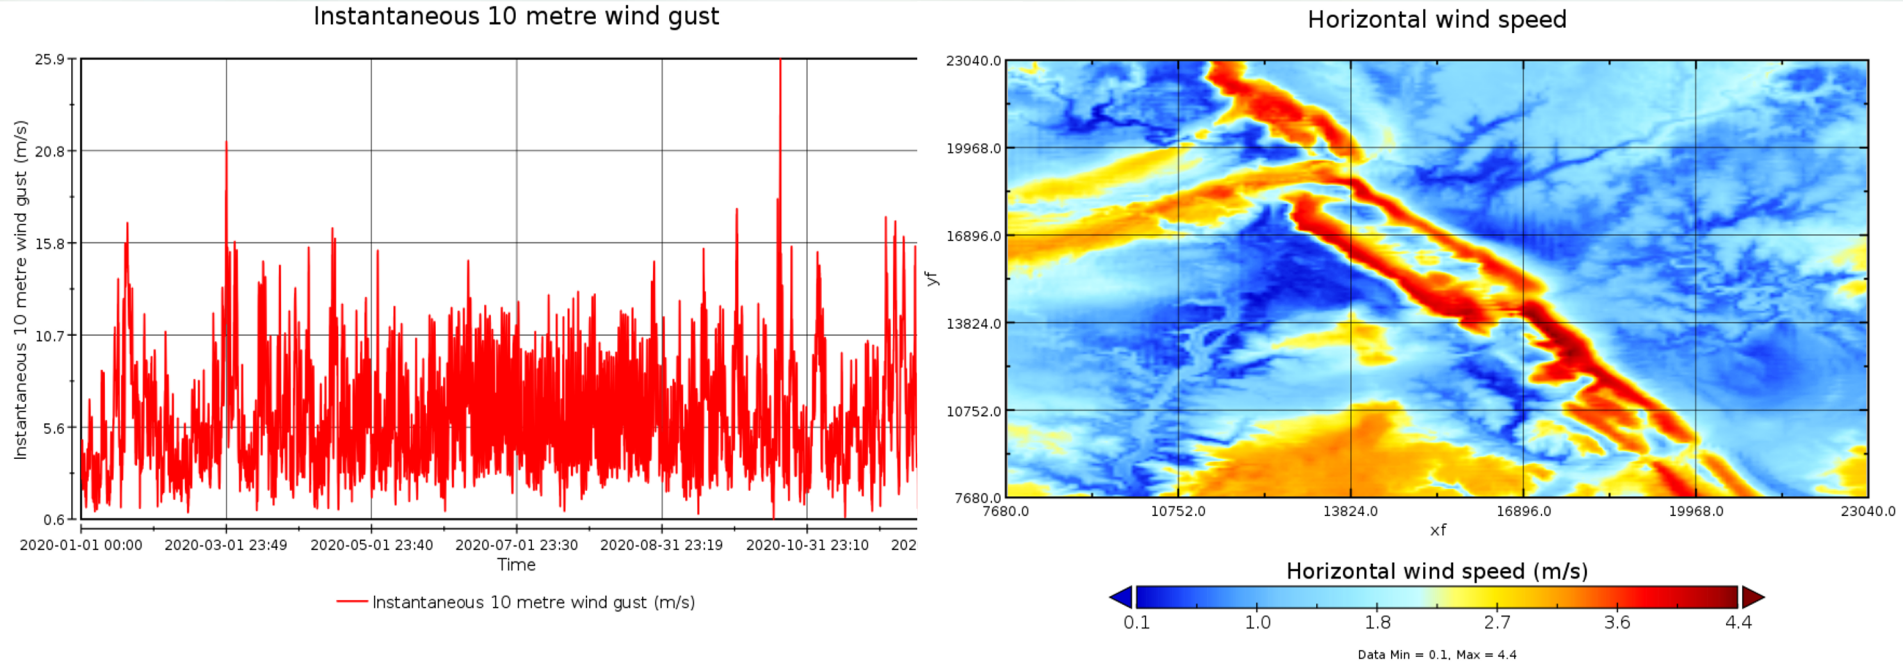 Instantaneous 10 metre wind gust
25.9
20.8
15.8
10.7
5.6
0.6
Instantaneous 10 metre wind gust (m/s)
2020-01-01 00:00 2020-03-01 23:49 2020-05-01 23:40 2020-07-01 23:30 2020-08-31 23:19 2020-10-31 23:10 202
Time
Instantaneous 10 metre wind gust (m/s)
Horizontal wind speed
23040.0
19968.0
16896.0
13824.0
10752.0
7680.0
yf
7680.0 10752.0 13824.0 16896.0 19968.0 23040.0
xf
Horizontal wind speed (m/s)
0.1 1.0 1.8 2.7 3.6 4.4
Data Min = 0.1, Max = 4.4